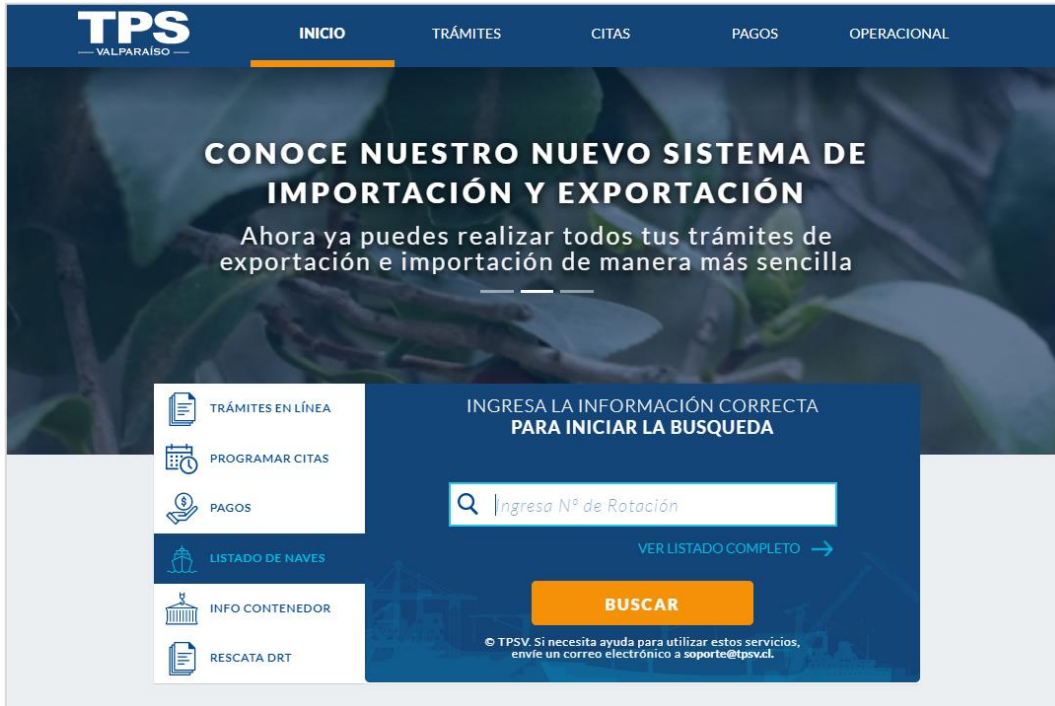 TPS
VALPARAÍSO
INICIO
TRÁMITES
CITAS
PAGOS
OPERACIONAL
CONOCE NUESTRO NUEVO SISTEMA DE
IMPORTACIÓN Y EXPORTACIÓN
Ahora ya puedes realizar todos tus trámites de
exportación e importación de manera más sencilla
TRÁMITES EN LÍNEA
PROGRAMAR CITAS
PAGOS
LISTADO DE NAVES
INFO CONTENEDOR
RESCATA DRT
INGRESA LA INFORMACIÓN CORRECTA
PARA INICIAR LA BUSQUEDA
Ingresa Nº de Rotación
VER LISTADO COMPLETO →
BUSCAR
© TPSV. Si necesita ayuda para utilizar estos servicios,
envíe un correo electrónico a soporte@tpsv.cl.